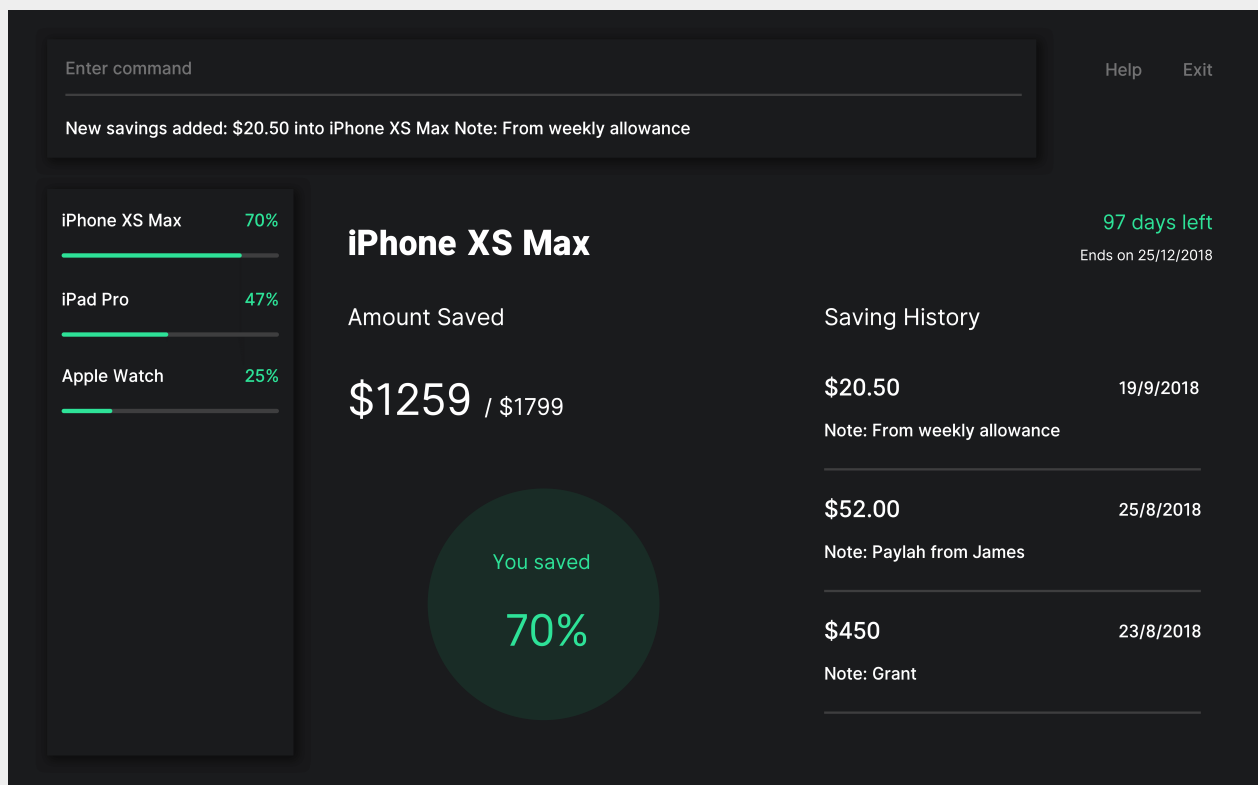 Enter command
Help
Exit
New savings added: $20.50 into iPhone XS Max Note: From weekly allowance
iPhone XS Max 70%
iPad Pro 47%
Apple Watch 25%
iPhone XS Max
97 days left
Ends on 25/12/2018
Amount Saved
$1259 / $1799
You saved
70%
Saving History
$20.50 19/9/2018
Note: From weekly allowance
$52.00 25/8/2018
Note: Paylah from James
$450 23/8/2018
Note: Grant